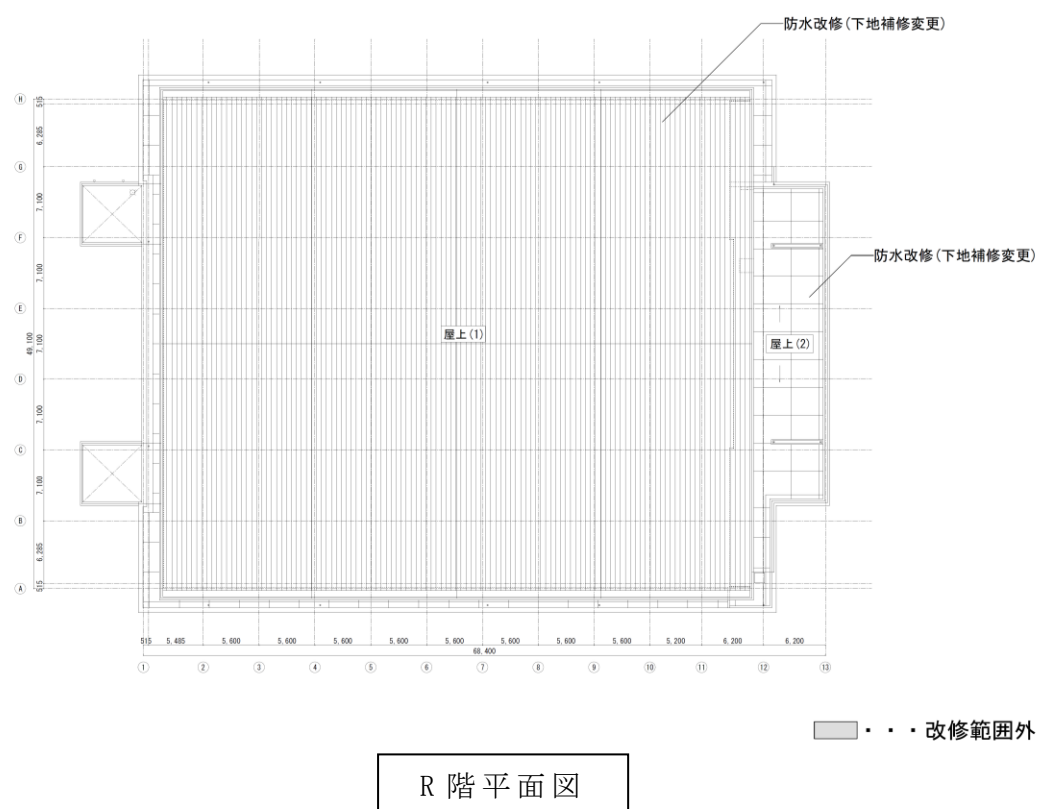 防水改修(下地補修変更)
防水改修(下地補修変更)
屋上(1)
屋上(2)
H
G
F
E
D
C
B
A
515
6,285
7,100
7,100
7,100
7,100
7,100
6,285
515
49,100
515 5,485 5,600 5,600 5,600 5,600 5,600 5,600 5,600 5,600 5,200 6,200 6,200
68,400
① ② ③ ④ ⑤ ⑥ ⑦ ⑧ ⑨ ⑩ ⑪ ⑫ ⑬
・・・改修範囲外
R階平面図